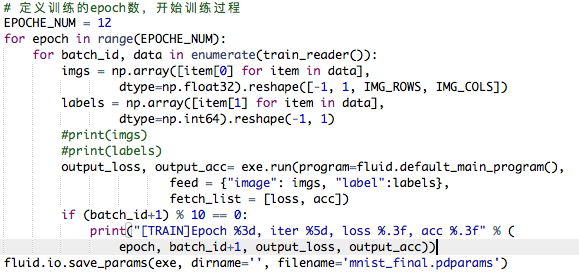 # 定义训练的epoch数，开始训练过程
EPOCHE_NUM = 12
for epoch in range(EPOCHE_NUM):
    for batch_id, data in enumerate(train_reader()):
        imgs = np.array([item[0] for item in data],
                dtype=np.float32).reshape([-1, 1, IMG_ROWS, IMG_COLS])
        labels = np.array([item[1] for item in data],
                dtype=np.int64).reshape(-1, 1)
        #print(imgs)
        #print(labels)
        output_loss, output_acc= exe.run(program=fluid.default_main_program(),
                        feed = {"image": imgs, "label":labels},
                        fetch_list = [loss, acc])
        if (batch_id+1) % 10 == 0:
            print("[TRAIN]Epoch %3d, iter %5d, loss %.3f, acc %.3f" % (
                epoch, batch_id+1, output_loss, output_acc))
fluid.io.save_params(exe, dirname='', filename='mnist_final.pdparams')